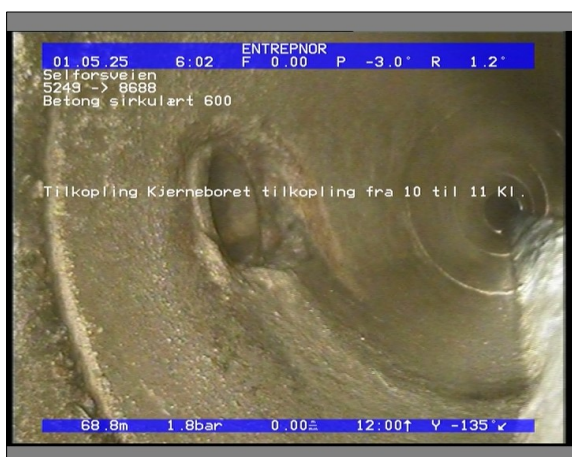 ENTREPNOR
01.05.25 6:02 F 0.00 P -3.0° R 1.2°
Selforsveien
5249 -> 8688
Betong sirkulært 600
Tilkopling Kjerneboret tilkopling fra 10 til 11 Kl.
68.8m 1.8bar 0.00 12:00↑ Y -135°↙